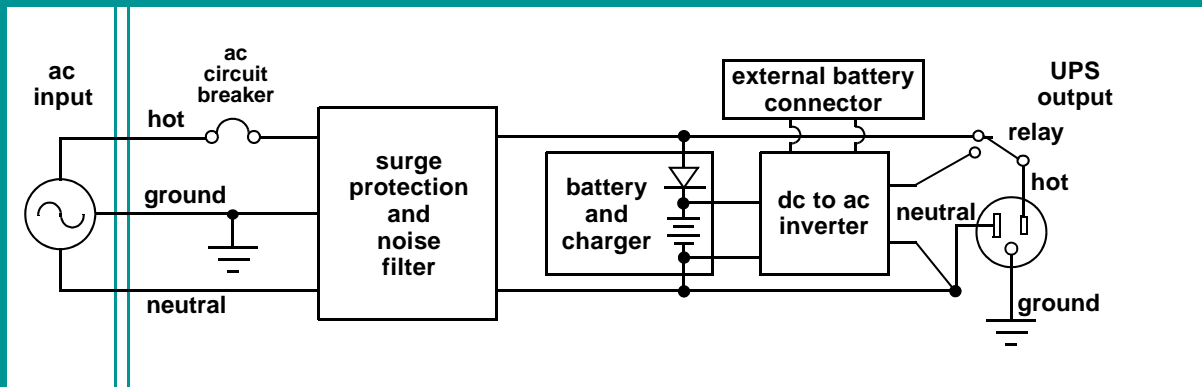 ac
input
ac
circuit
breaker
hot
ground
neutral
surge
protection
and
noise
filter
battery
and
charger
external battery
connector
dc to ac
inverter
UPS
output
relay
hot
neutral
ground